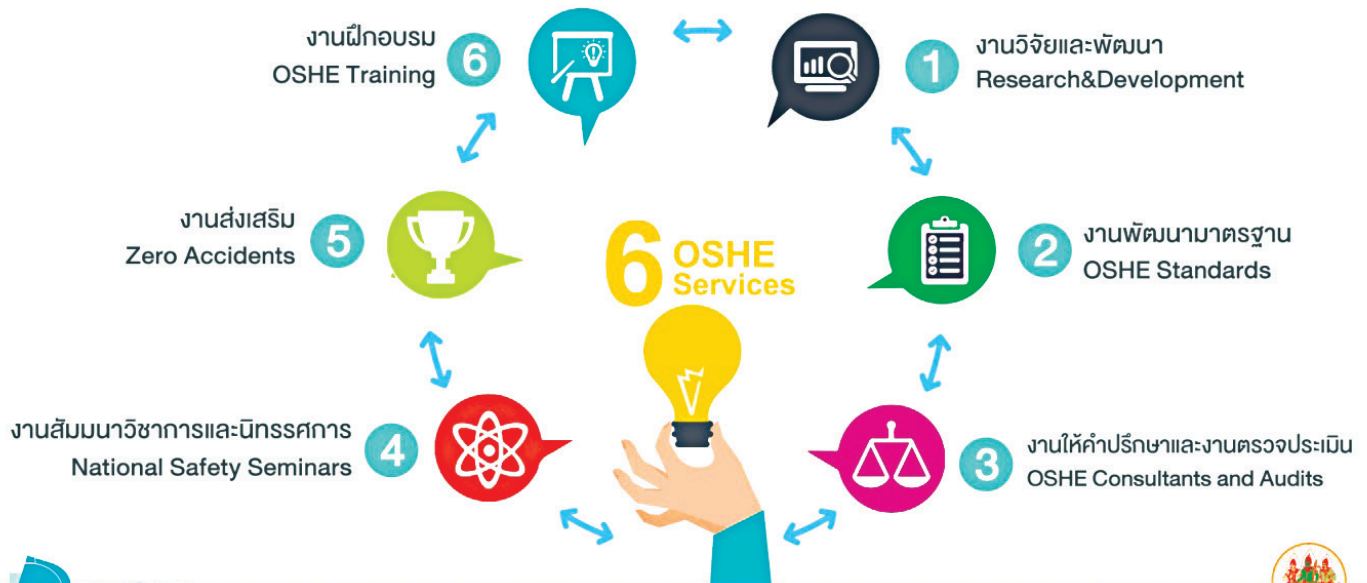 งานฝึกอบรม
OSHE Training
6
งานวิจัยและพัฒนา
1
Research&Development
งานส่งเสริม
Zero Accidents
5
6 OSHE
Services
งานพัฒนามาตรฐาน
2
OSHE Standards
งานสัมมนาวิชาการและนิทรรศการ
National Safety Seminars
4
งานให้คำปรึกษาและงานตรวจประเมิน
3
OSHE Consultants and Audits